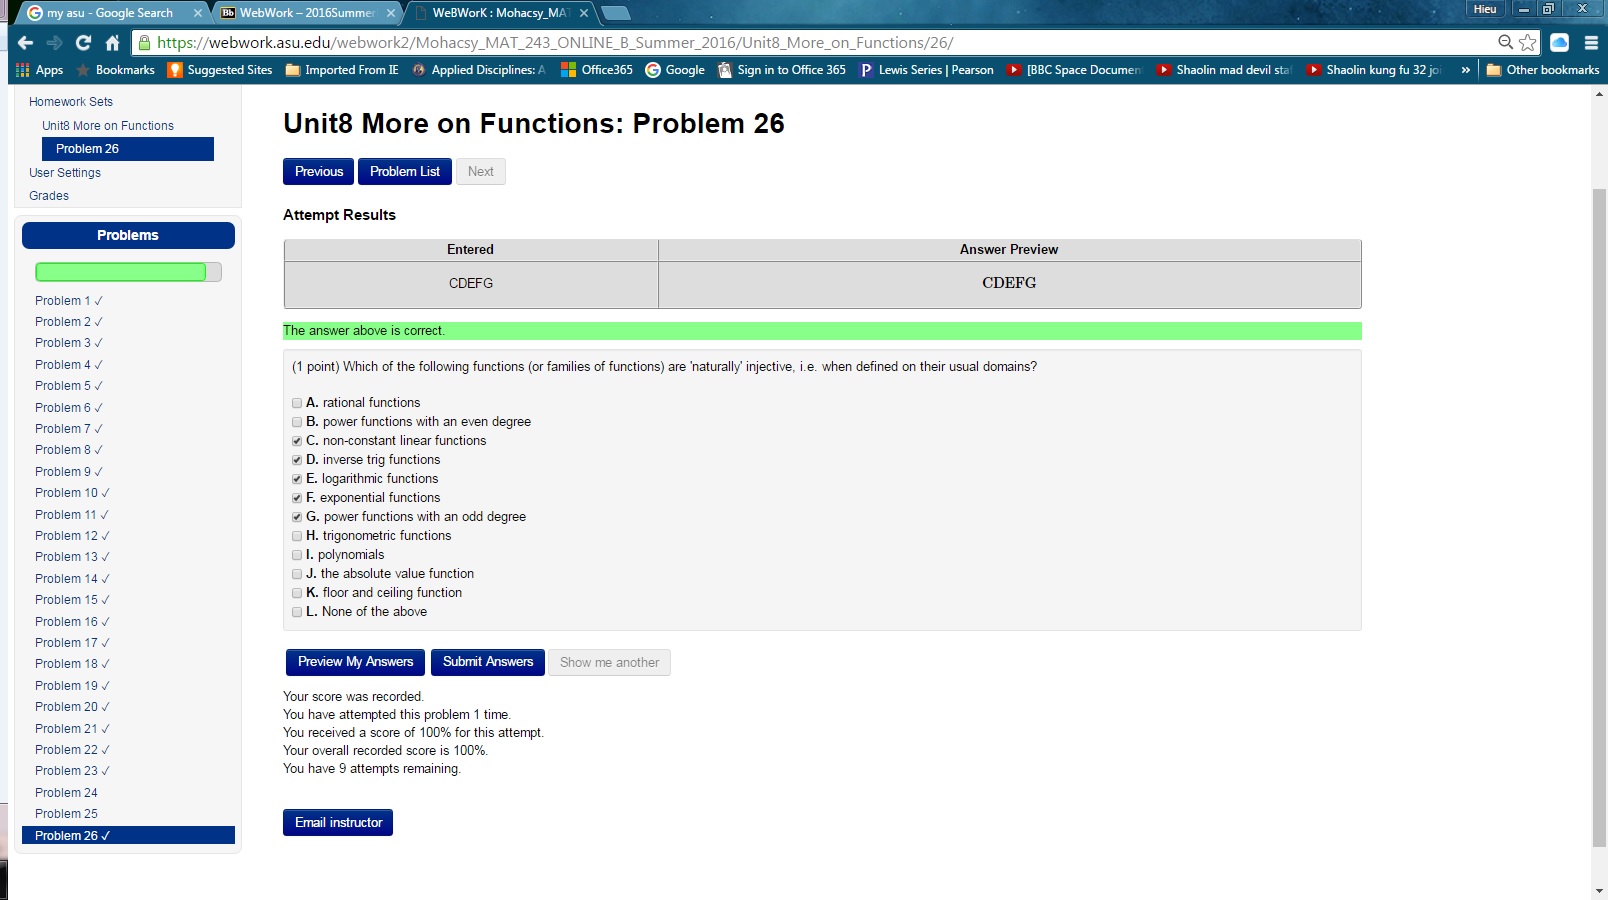 my asu - Google Search
WebWork – 2016Summer
WeBWorK : Mohacsy_MAT
Hieu
https://webwork.asu.edu/webwork2/Mohacsy_MAT_243_ONLINE_B_Summer_2016/Unit8_More_on_Functions/26/
Apps Bookmarks Suggested Sites Imported From IE Applied Disciplines: A Office365 Google Sign in to Office 365 Lewis Series | Pearson [BBC Space Documen Shaolin mad devil sta Shaolin kung fu 32 joi » Other bookmarks
Homework Sets
Unit8 More on Functions
Problem 26
User Settings
Grades
Problems
Problem 1 ✓
Problem 2 ✓
Problem 3 ✓
Problem 4 ✓
Problem 5 ✓
Problem 6 ✓
Problem 7 ✓
Problem 8 ✓
Problem 9 ✓
Problem 10 ✓
Problem 11 ✓
Problem 12 ✓
Problem 13 ✓
Problem 14 ✓
Problem 15 ✓
Problem 16 ✓
Problem 17 ✓
Problem 18 ✓
Problem 19 ✓
Problem 20 ✓
Problem 21 ✓
Problem 22 ✓
Problem 23 ✓
Problem 24
Problem 25
Problem 26 ✓
Unit8 More on Functions: Problem 26
Previous Problem List Next
Attempt Results
Entered Answer Preview
CDEFG CDEFG
The answer above is correct.
(1 point) Which of the following functions (or families of functions) are 'naturally' injective, i.e. when defined on their usual domains?
A. rational functions
B. power functions with an even degree
C. non-constant linear functions
D. inverse trig functions
E. logarithmic functions
F. exponential functions
G. power functions with an odd degree
H. trigonometric functions
I. polynomials
J. the absolute value function
K. floor and ceiling function
L. None of the above
Preview My Answers Submit Answers Show me another
Your score was recorded.
You have attempted this problem 1 time.
You received a score of 100% for this attempt.
Your overall recorded score is 100%.
You have 9 attempts remaining.
Email instructor